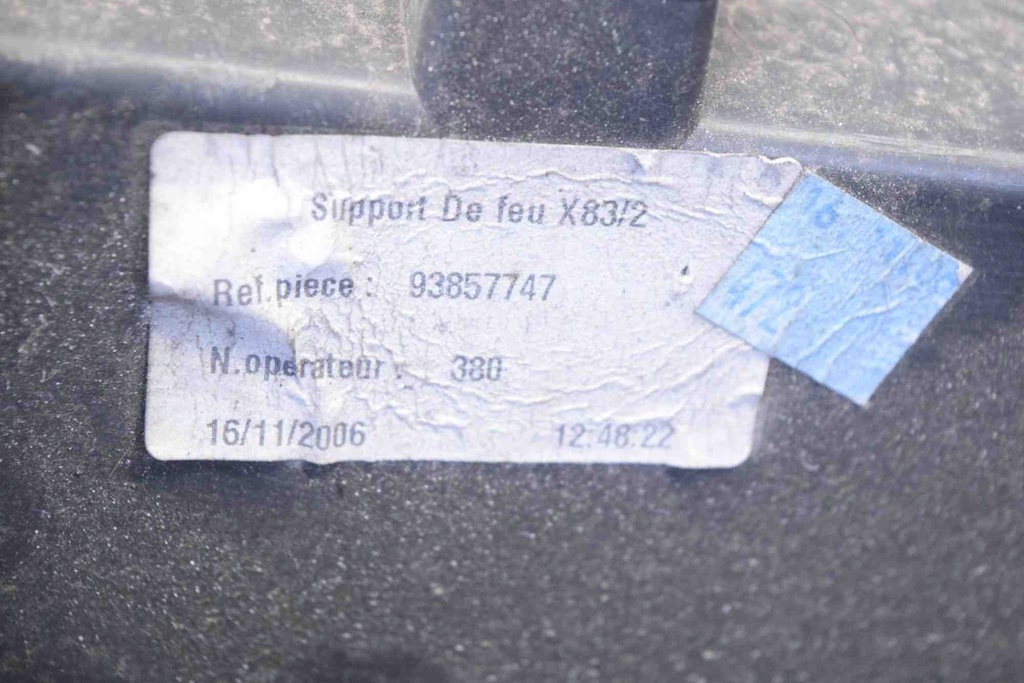 Support De feu X83/2
Ref.piece : 93857747
N.operateur : 380
16/11/2006 12:48:22